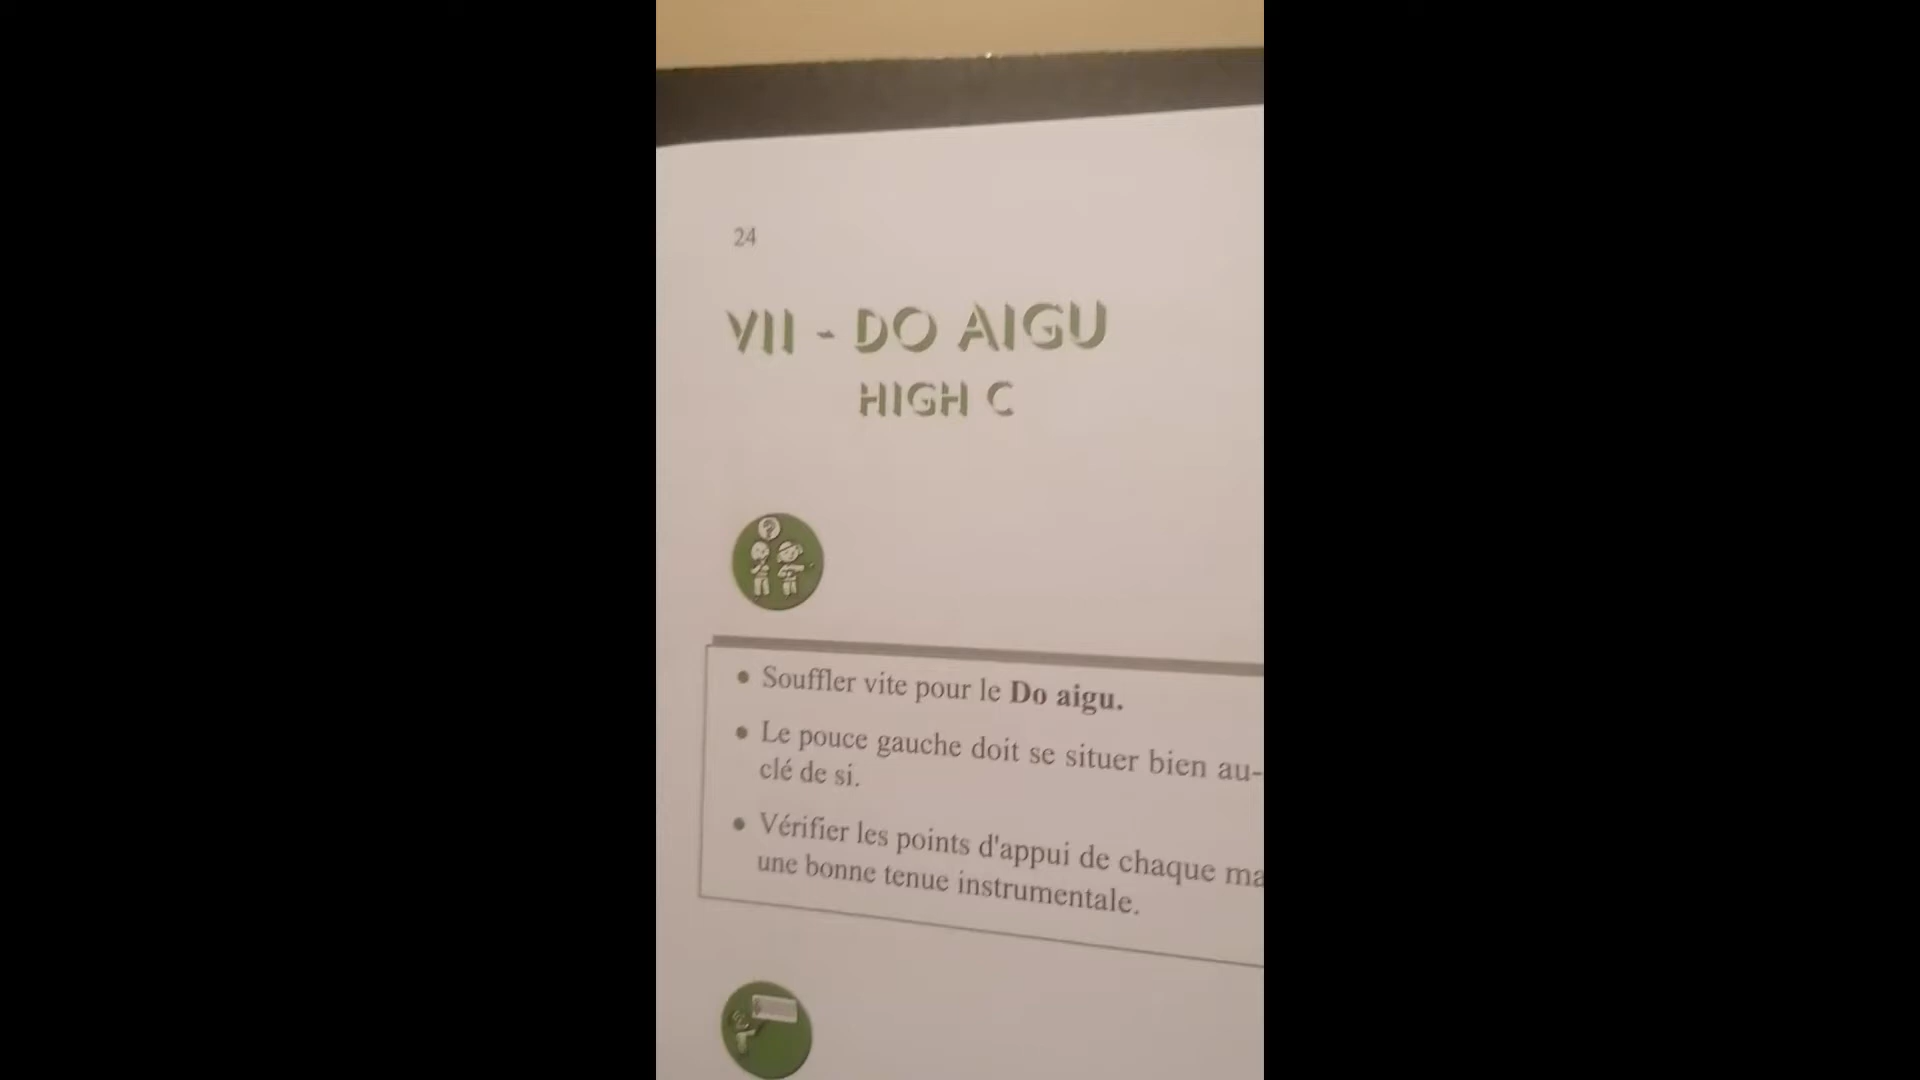 24
VII - DO AIGU
HIGH C
• Souffler vite pour le Do aigu.
• Le pouce gauche doit se situer bien au-
clé de si.
• Vérifier les points d'appui de chaque
une bonne tenue instrumentale.